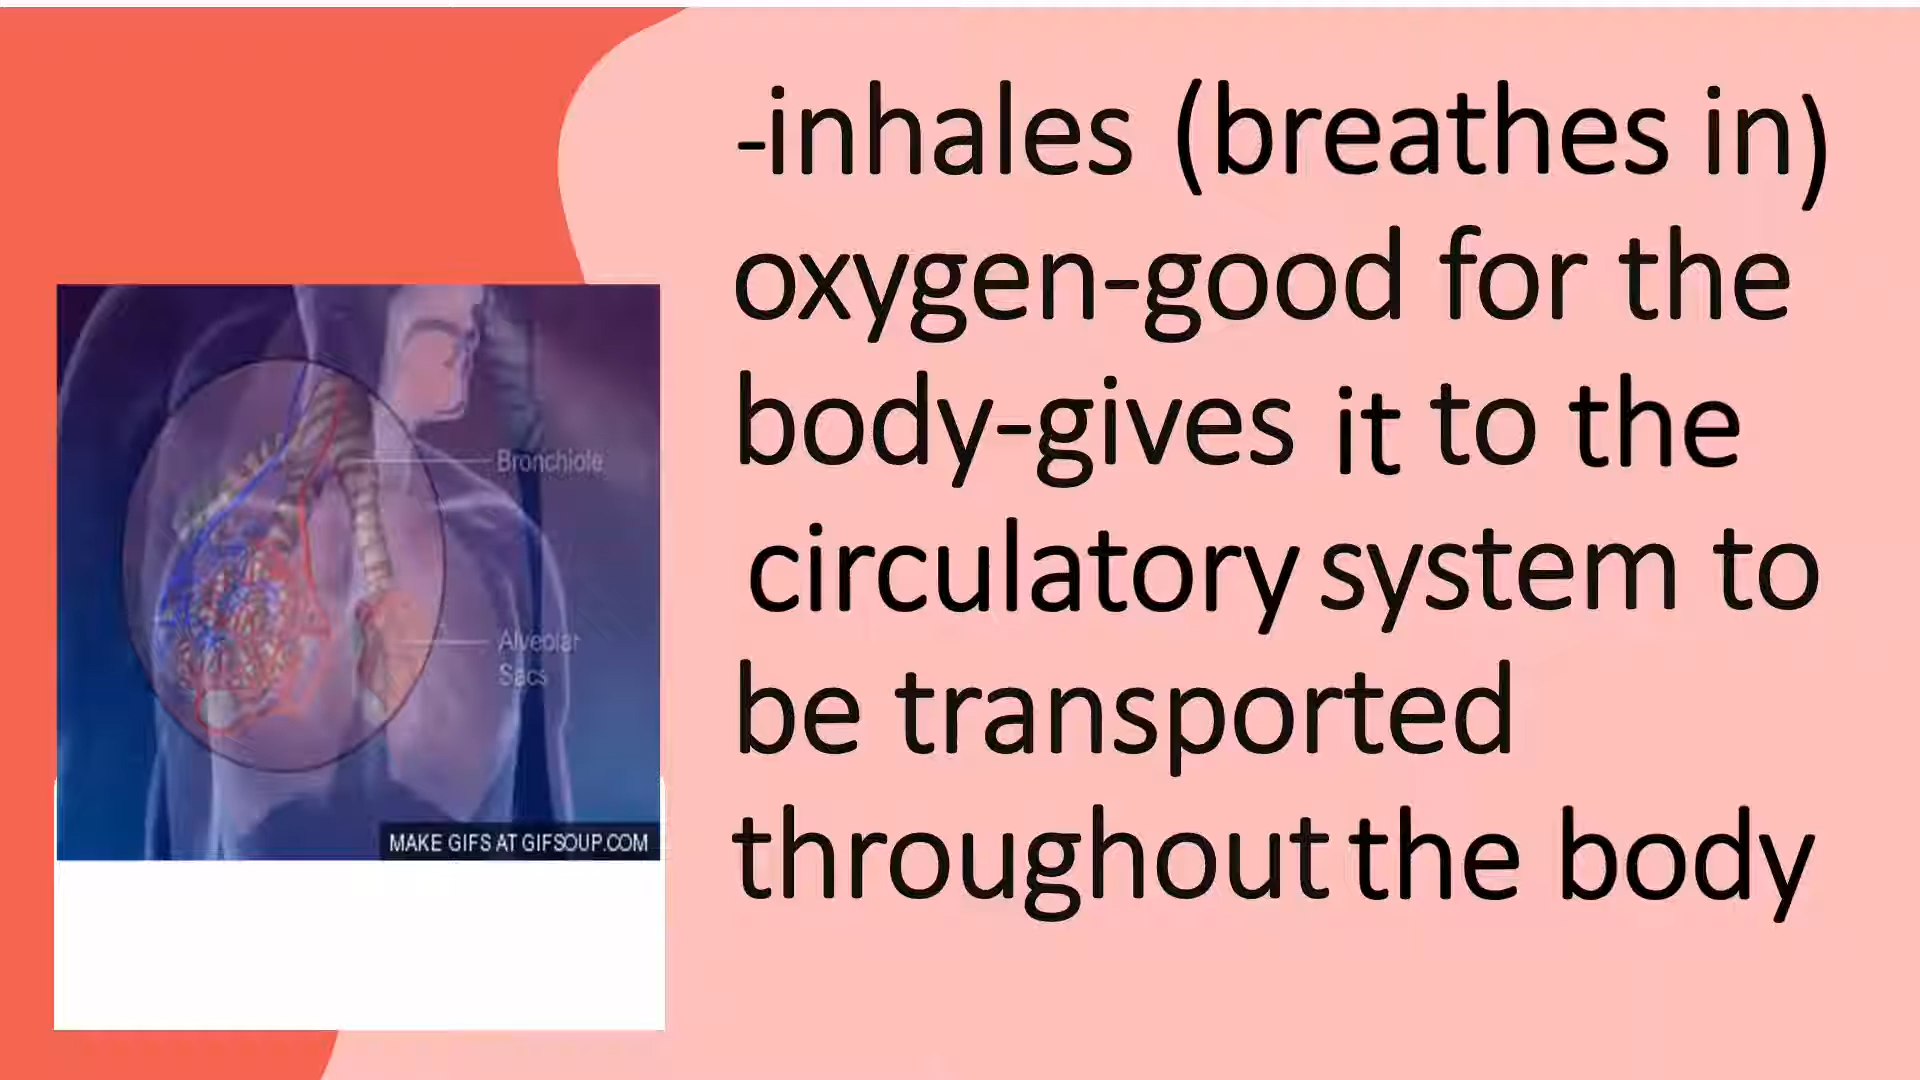 -inhales (breathes in)
oxygen-good for the
body-gives it to the
circulatory system to
be transported
throughout the body
Bronchiole
Alveolar
Sacs
MAKE GIFS AT GIFSOUP.COM